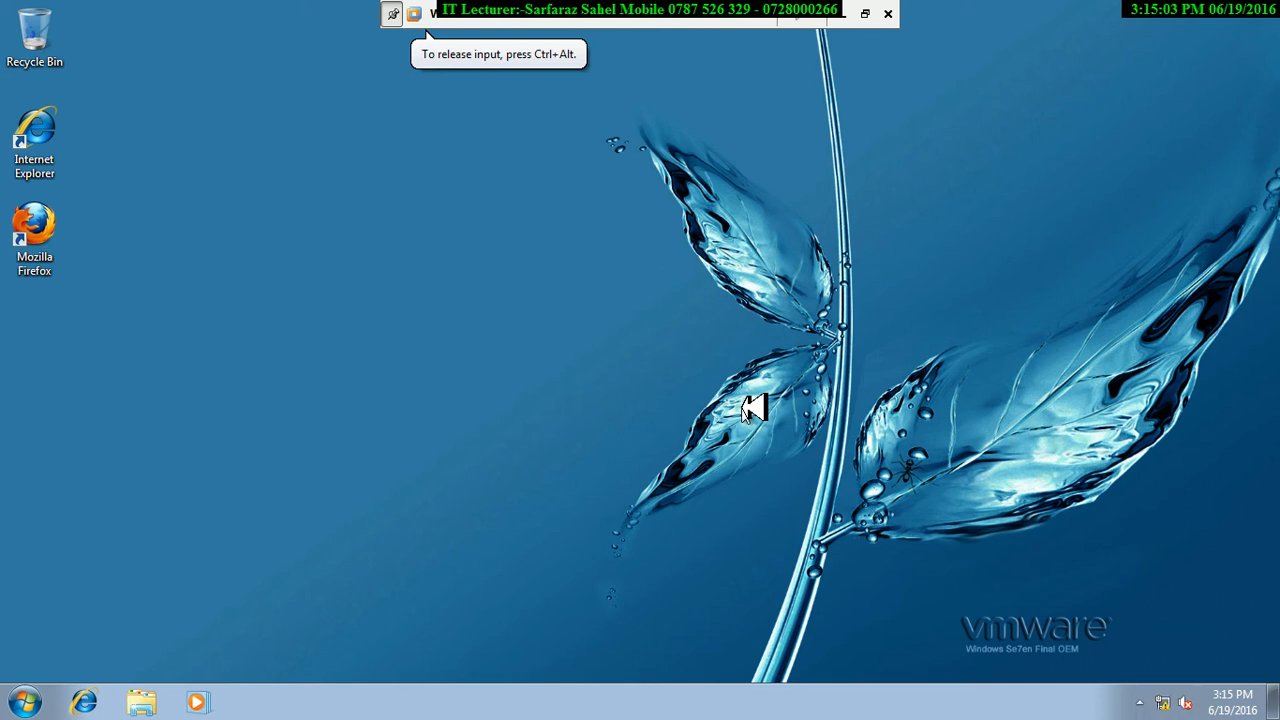 IT Lecturer:-Sarfaraz Sahel Mobile 0787 526 329 - 0728000266
3:15:03 PM 06/19/2016
To release input, press Ctrl+Alt.
Recycle Bin
Internet
Explorer
Mozilla
Firefox
vmware
Windows Se7en Final OEM
3:15 PM
6/19/2016